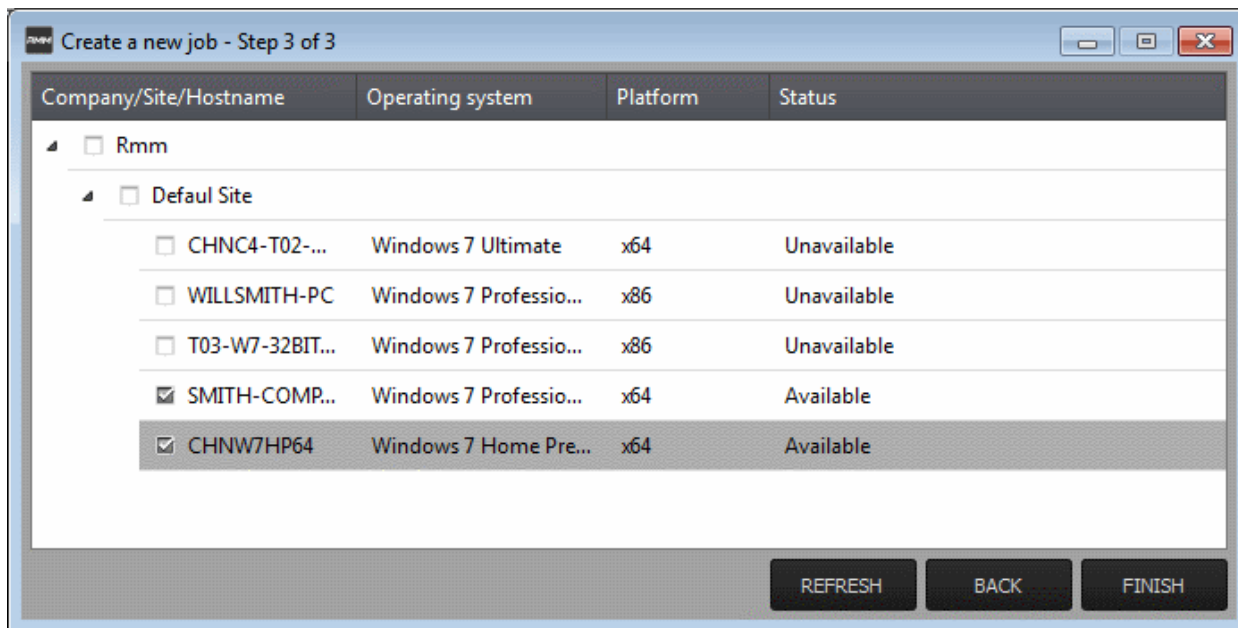 RMM Create a new job - Step 3 of 3
Company/Site/Hostname Operating system Platform Status
Rmm
Defaul Site
CHNC4-T02-... Windows 7 Ultimate x64 Unavailable
WILLSMITH-PC Windows 7 Professio... x86 Unavailable
T03-W7-32BIT... Windows 7 Professio... x86 Unavailable
SMITH-COMP... Windows 7 Professio... x64 Available
CHNW7HP64 Windows 7 Home Pre... x64 Available
REFRESH BACK FINISH